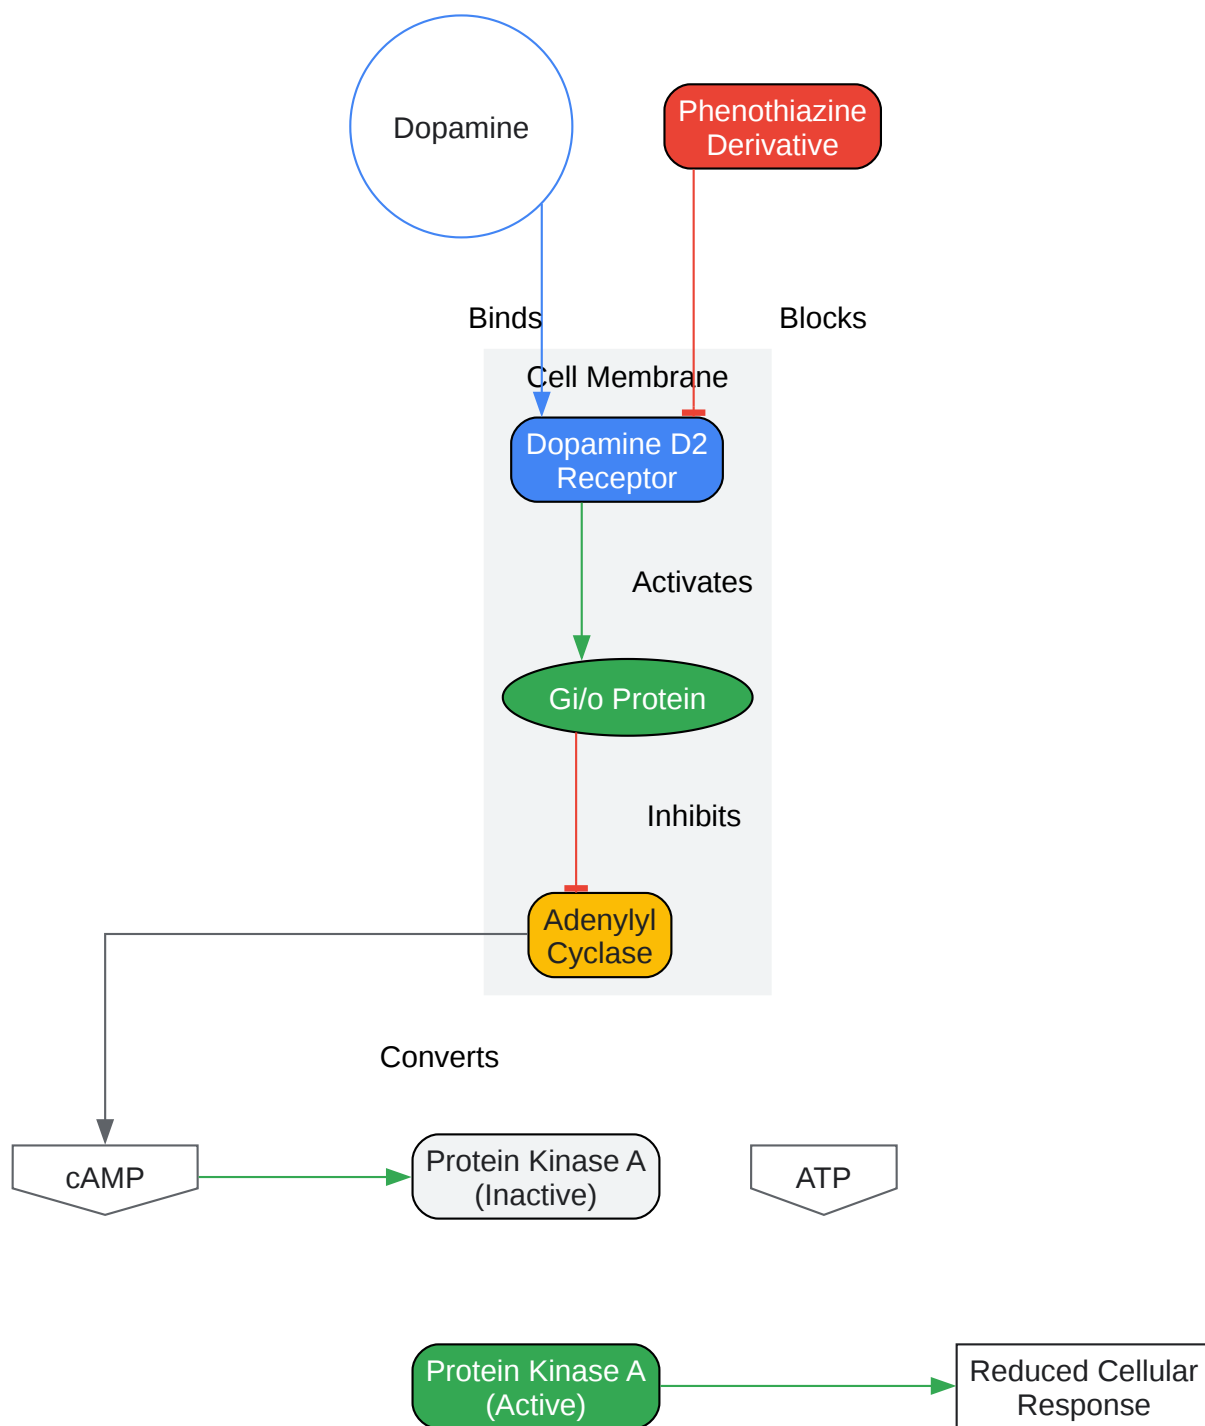 Dopamine
Phenothiazine
Derivative
Binds
Blocks
Cell Membrane
Dopamine D2
Receptor
Activates
Gi/o Protein
Inhibits
Adenylyl
Cyclase
Converts
cAMP
Protein Kinase A
(Inactive)
ATP
Protein Kinase A
(Active)
Reduced Cellular
Response